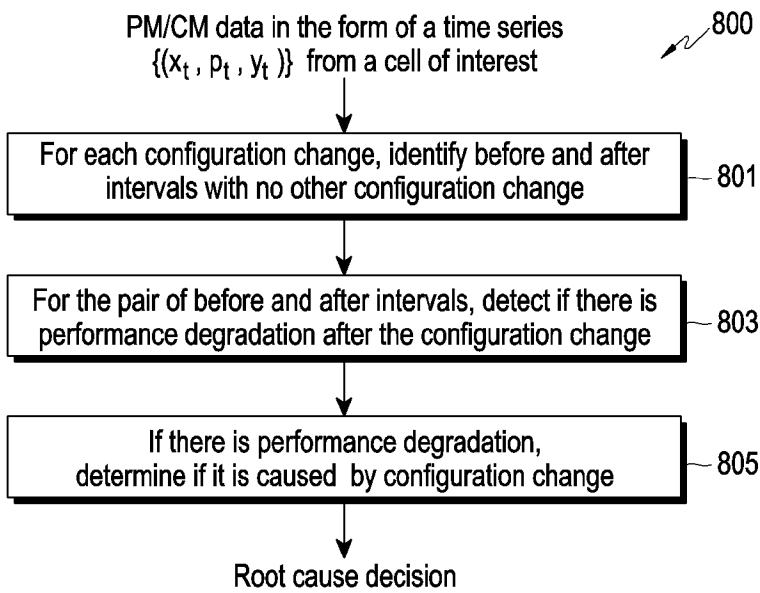 PM/CM data in the form of a time series
{(xt , pt , yt )} from a cell of interest
800
For each configuration change, identify before and after
intervals with no other configuration change
801
For the pair of before and after intervals, detect if there is
performance degradation after the configuration change
803
If there is performance degradation,
determine if it is caused by configuration change
805
Root cause decision